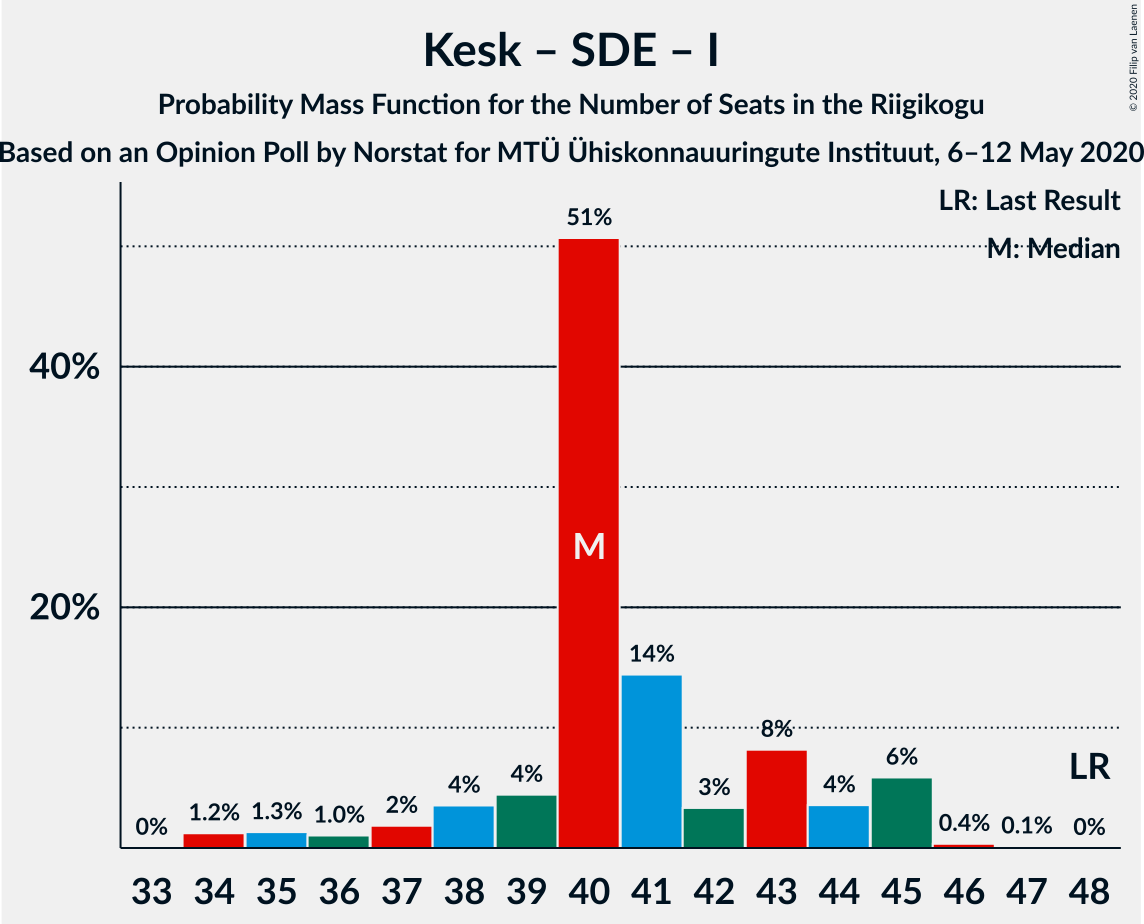 Kesk – SDE – I
Probability Mass Function for the Number of Seats in the Riigikogu
Based on an Opinion Poll by Norstat for MTÜ Ühiskonnauuringute Instituut, 6–12 May 2020
© 2020 Filip van Laenen
LR: Last Result
M: Median
51%
40%
M
20%
14%
8%
6%
LR
4%
4%
3%
4%
0%
1.2%
1.3%
1.0%
2%
0.4%
0.1%
0%
33 34 35 36 37 38 39 40 41 42 43 44 45 46 47 48